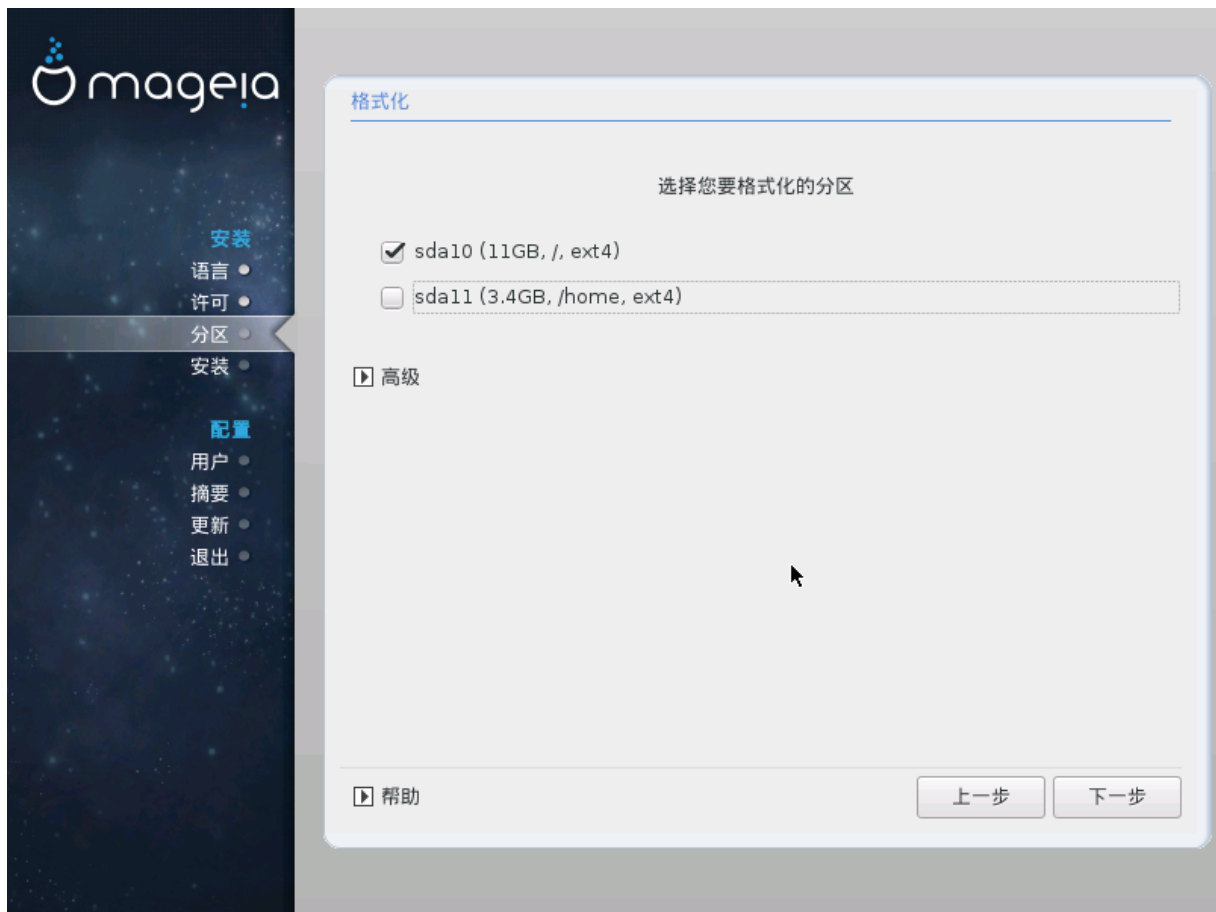 mageia
安装
语言
许可
分区
安装
配置
用户
摘要
更新
退出
格式化
选择您要格式化的分区
sda10 (11GB, /, ext4)
sda11 (3.4GB, /home, ext4)
高级
帮助
上一步
下一步